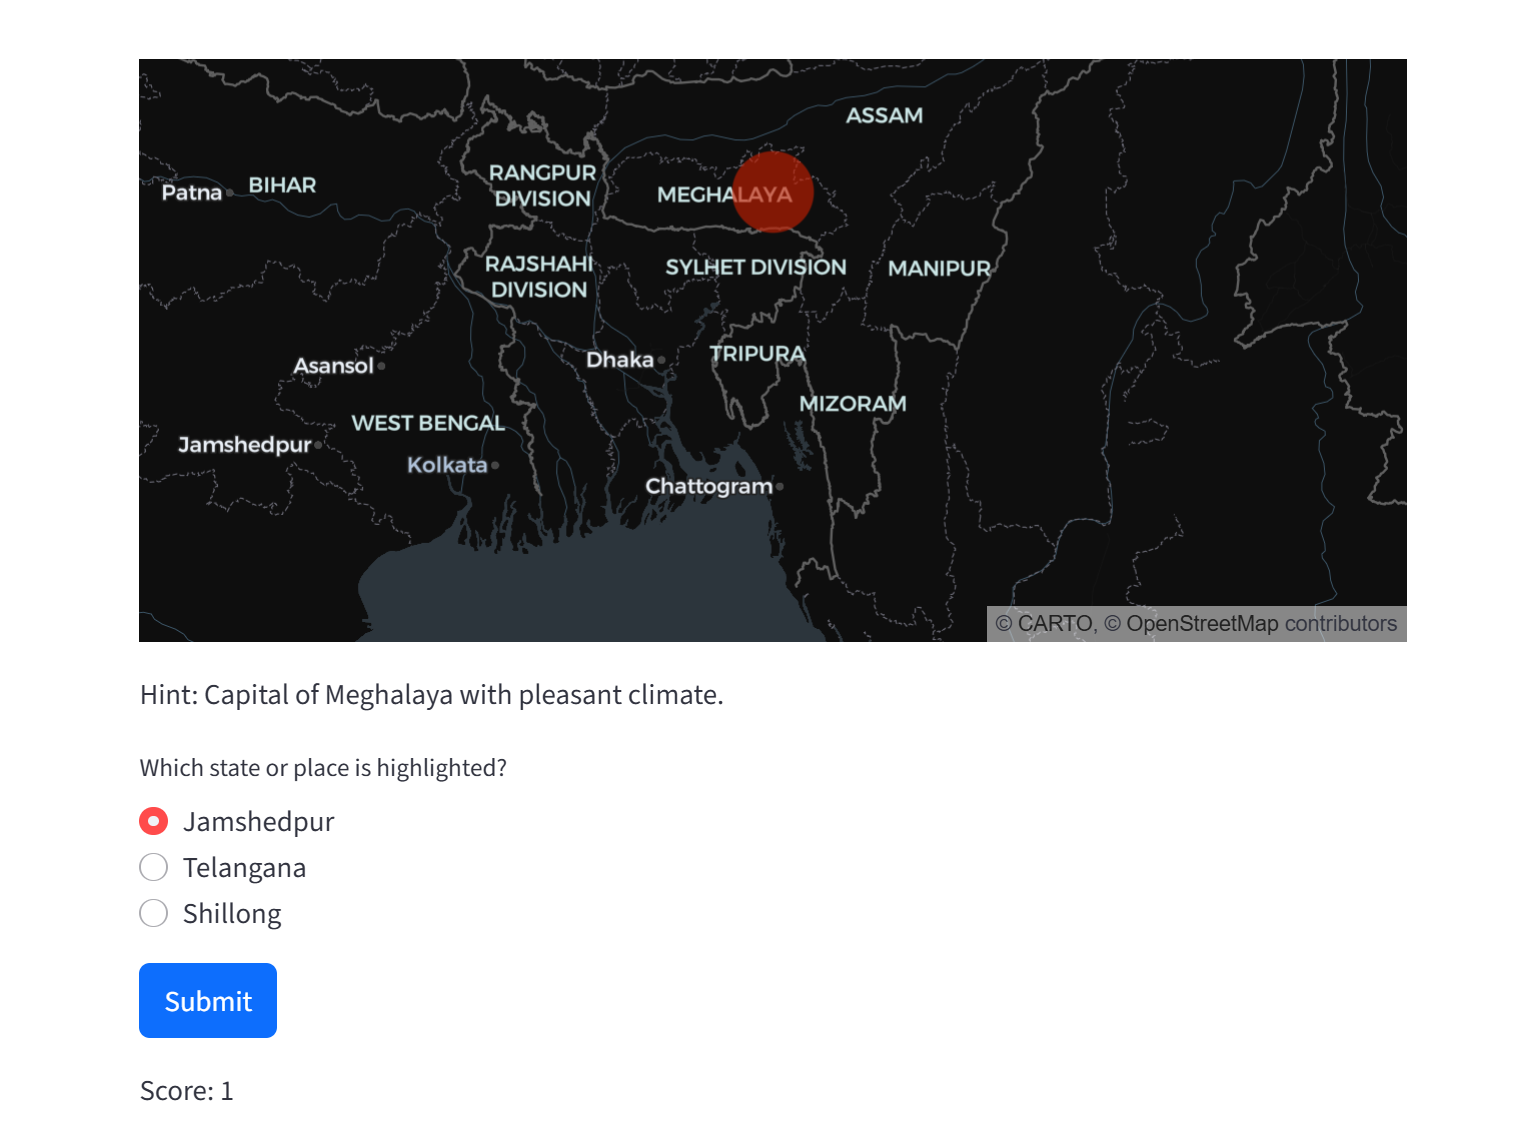 ASSAM
RANGPUR
DIVISION
Patna
BIHAR
MEGHALAYA
RAJSHAHI
DIVISION
SYLHET DIVISION
MANIPUR
Asansol
Dhaka
TRIPURA
MIZORAM
WEST BENGAL
Jamshedpur
Kolkata
Chattogram
© CARTO, © OpenStreetMap contributors
Hint: Capital of Meghalaya with pleasant climate.
Which state or place is highlighted?
Jamshedpur
Telangana
Shillong
Submit
Score: 1